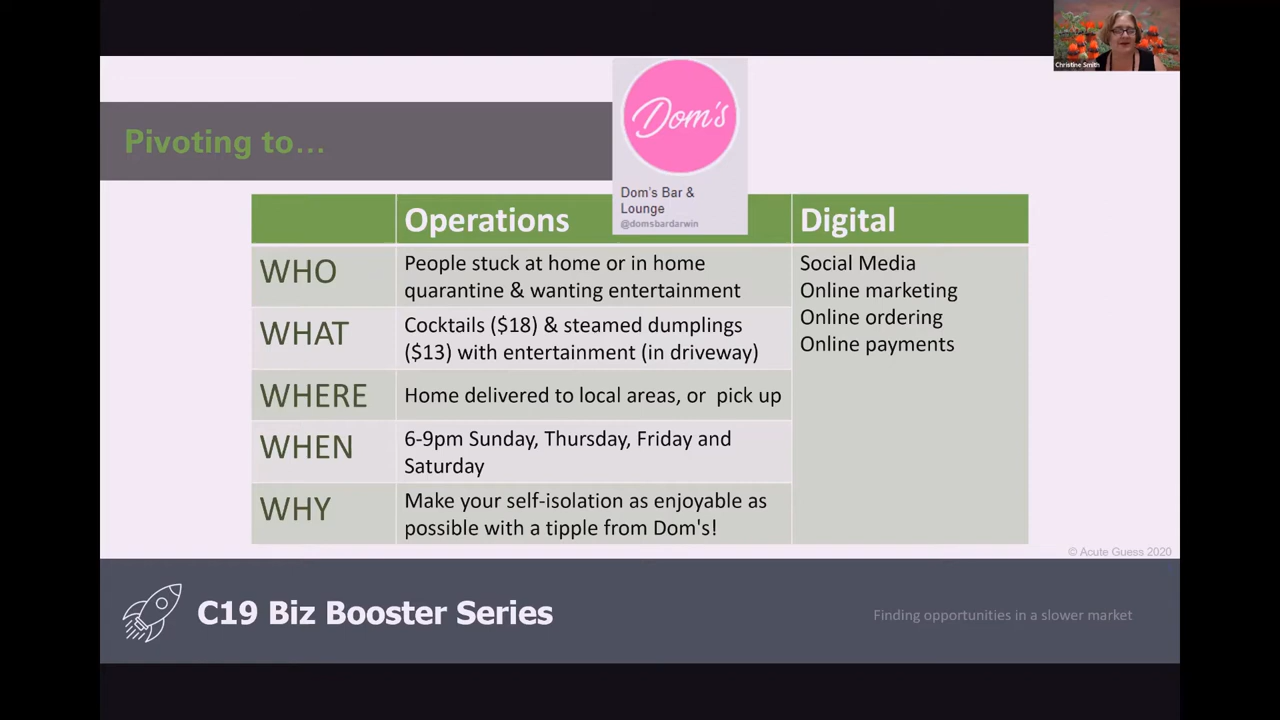 Christine Smith
Pivoting to...
Dom's
Dom's Bar &
Lounge
@domsbardarwin
Operations
Digital
WHO
People stuck at home or in home
quarantine & wanting entertainment
Social Media
Online marketing
Online ordering
Online payments
WHAT
Cocktails ($18) & steamed dumplings
($13) with entertainment (in driveway)
WHERE
Home delivered to local areas, or pick up
WHEN
6-9pm Sunday, Thursday, Friday and
Saturday
WHY
Make your self-isolation as enjoyable as
possible with a tipple from Dom's!
© Acute Guess 2020
C19 Biz Booster Series
Finding opportunities in a slower market